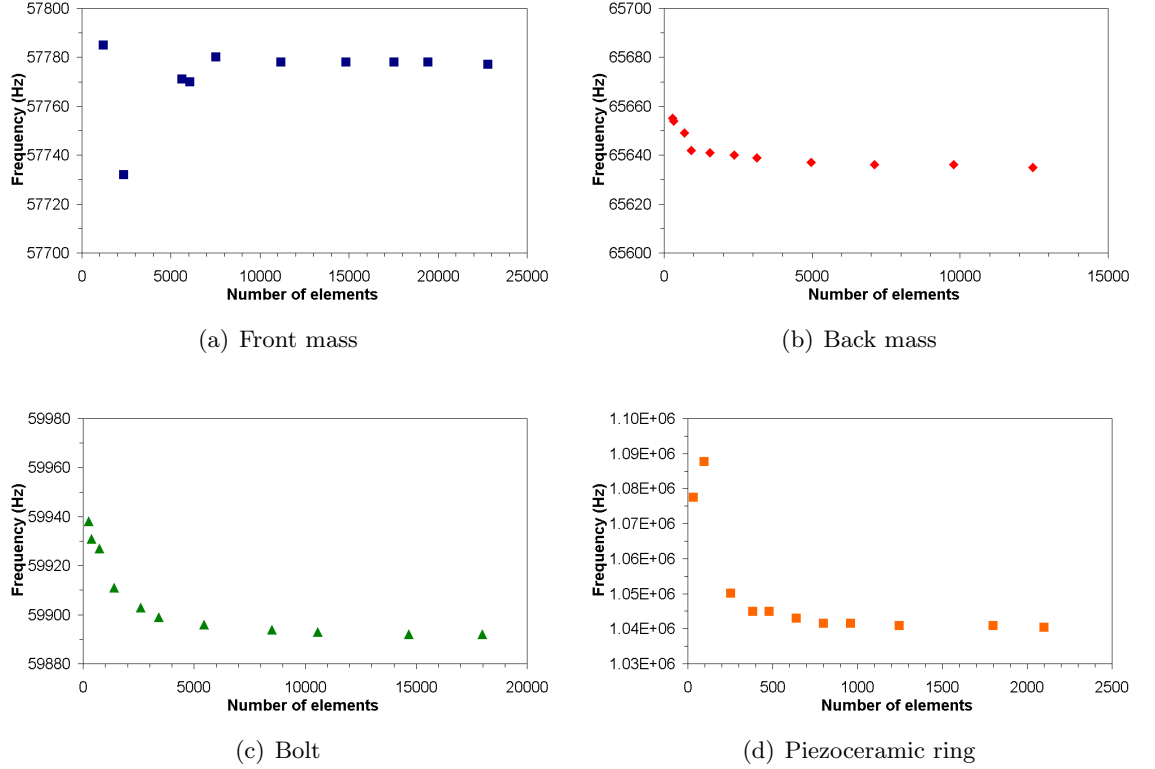 57800
57780
57760
57740
57720
57700
Frequency (Hz)
0 5000 10000 15000 20000 25000
Number of elements
(a) Front mass
65700
65680
65660
65640
65620
65600
Frequency (Hz)
0 5000 10000 15000
Number of elements
(b) Back mass
59980
59960
59940
59920
59900
59880
Frequency (Hz)
0 5000 10000 15000 20000
Number of elements
(c) Bolt
1.10E+06
1.09E+06
1.08E+06
1.07E+06
1.06E+06
1.05E+06
1.04E+06
1.03E+06
Frequency (Hz)
0 500 1000 1500 2000 2500
Number of elements
(d) Piezoceramic ring